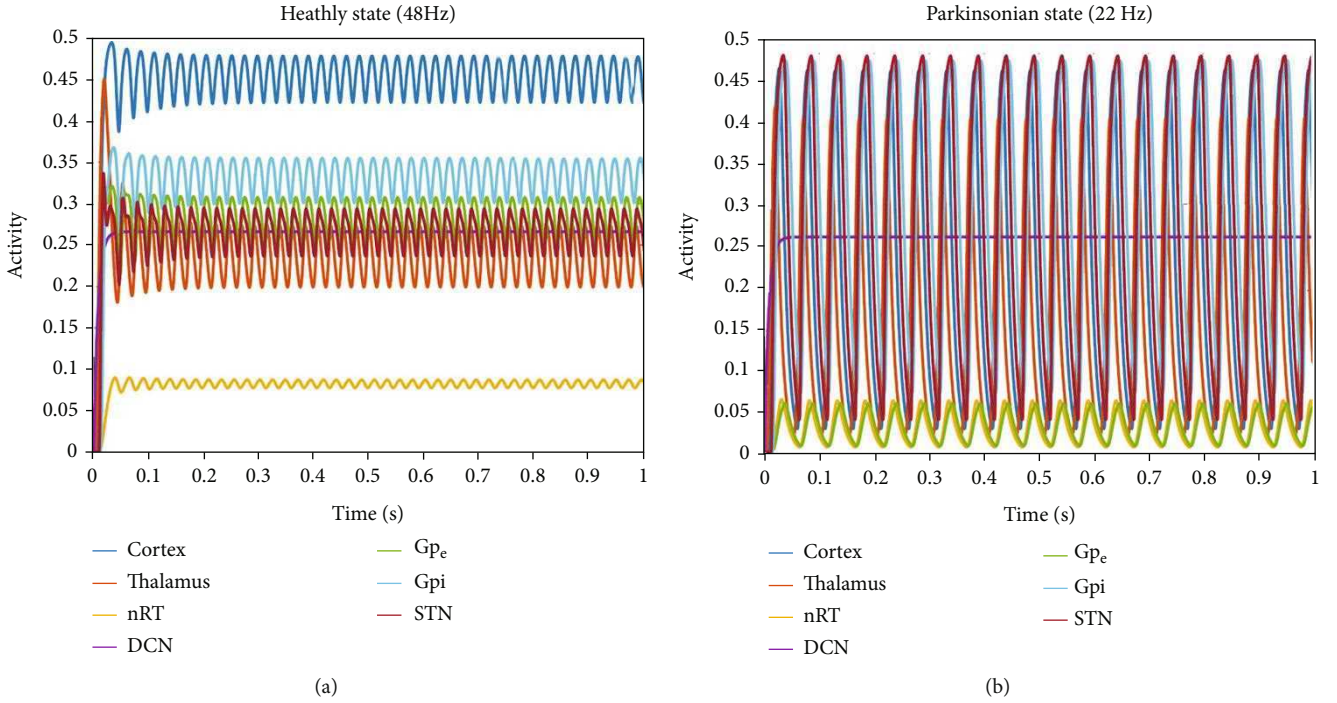 Heathly state (48Hz)
0.5
0.45
0.4
0.35
0.3
0.25
0.2
0.15
0.1
0.05
0
Activity
0 0.1 0.2 0.3 0.4 0.5 0.6 0.7 0.8 0.9 1
Time (s)
Cortex
Thalamus
nRT
DCN
Gpe
Gpi
STN
(a)
Parkinsonian state (22 Hz)
0.5
0.45
0.4
0.35
0.3
0.25
0.2
0.15
0.1
0.05
0
Activity
0 0.1 0.2 0.3 0.4 0.5 0.6 0.7 0.8 0.9 1
Time (s)
Cortex
Thalamus
nRT
DCN
Gpe
Gpi
STN
(b)